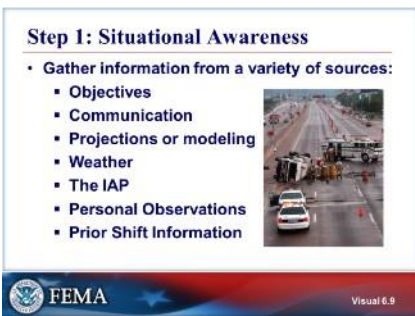 Step 1: Situational Awareness
• Gather information from a variety of sources:
▪ Objectives
▪ Communication
▪ Projections or modeling
▪ Weather
▪ The IAP
▪ Personal Observations
▪ Prior Shift Information
FEMA
Visual 6.9